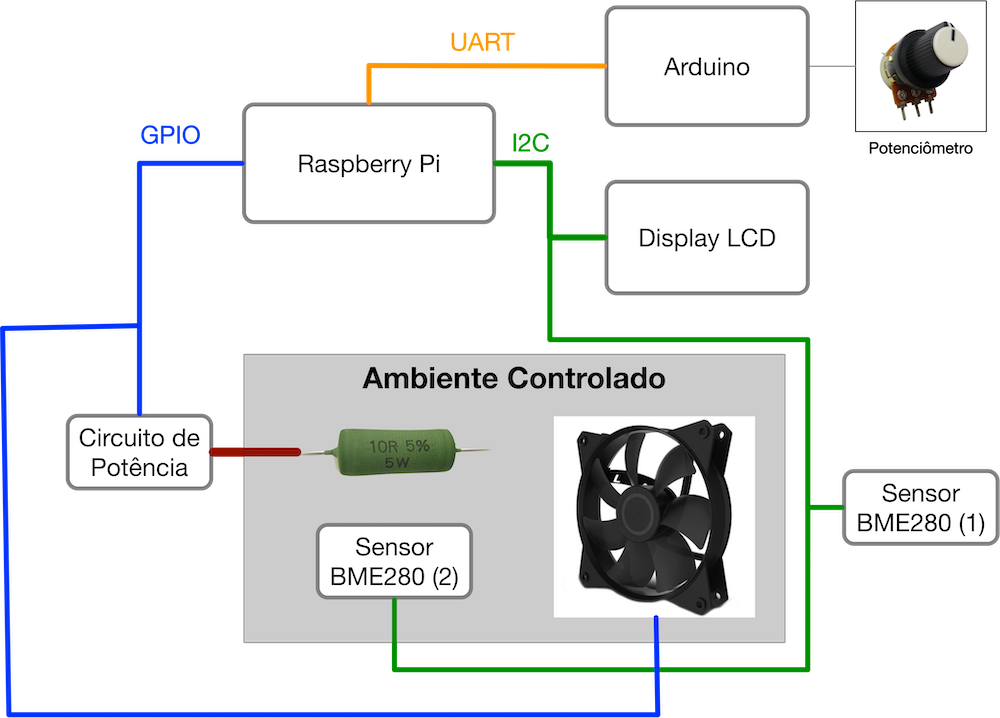 UART
Arduino
GPIO
Raspberry Pi
I2C
Potenciômetro
Display LCD
Ambiente Controlado
Circuito de
Potência
10R 5%
5W
Sensor
BME280 (1)
Sensor
BME280 (2)